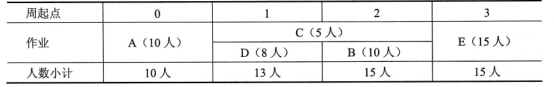 周起点 0 1 2 3
作业 A（10人） C（5人） E（15人）
D（8人） B（10人）
人数小计 10人 13人 15人 15人